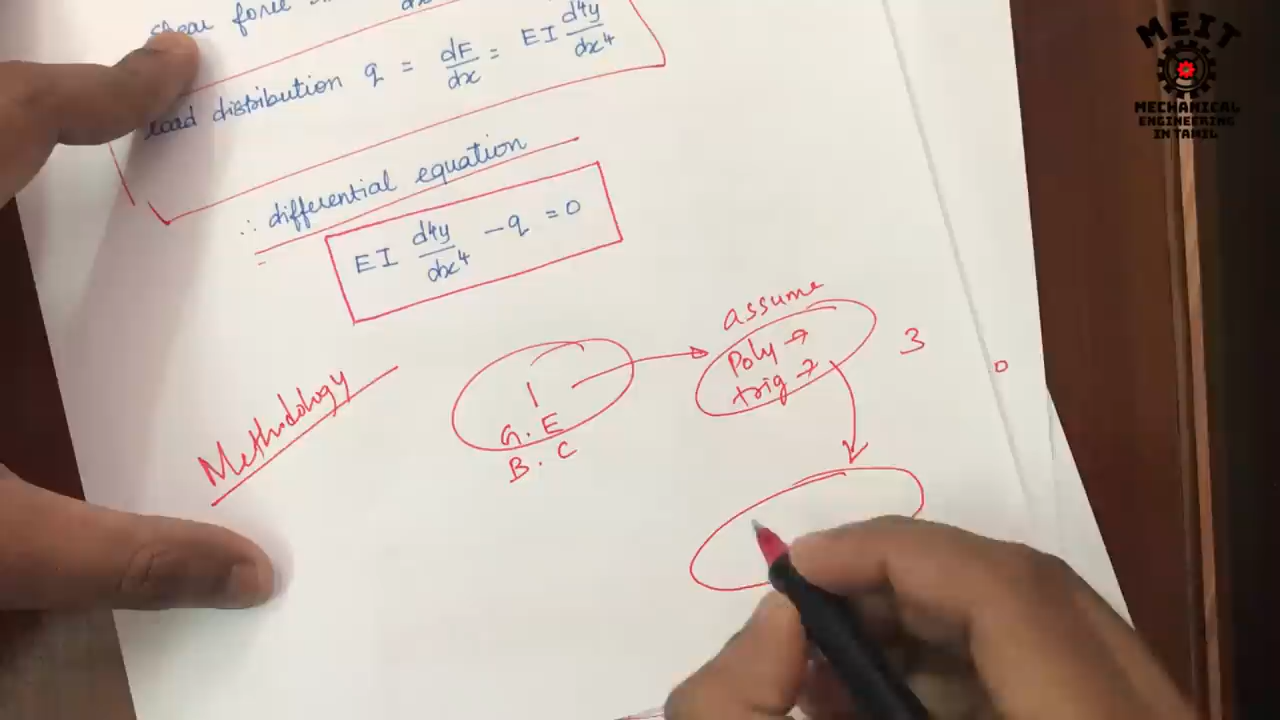 shear force
load distribution q = dF/dx = EI d⁴y/dx⁴
∴ differential equation
EI d⁴y/dx⁴ - q = 0
Methodology
1
G. E
B. C
assume
Poly →
trig →
3
0
MEIT
MECHANICAL
ENGINEERING
IN TAMIL